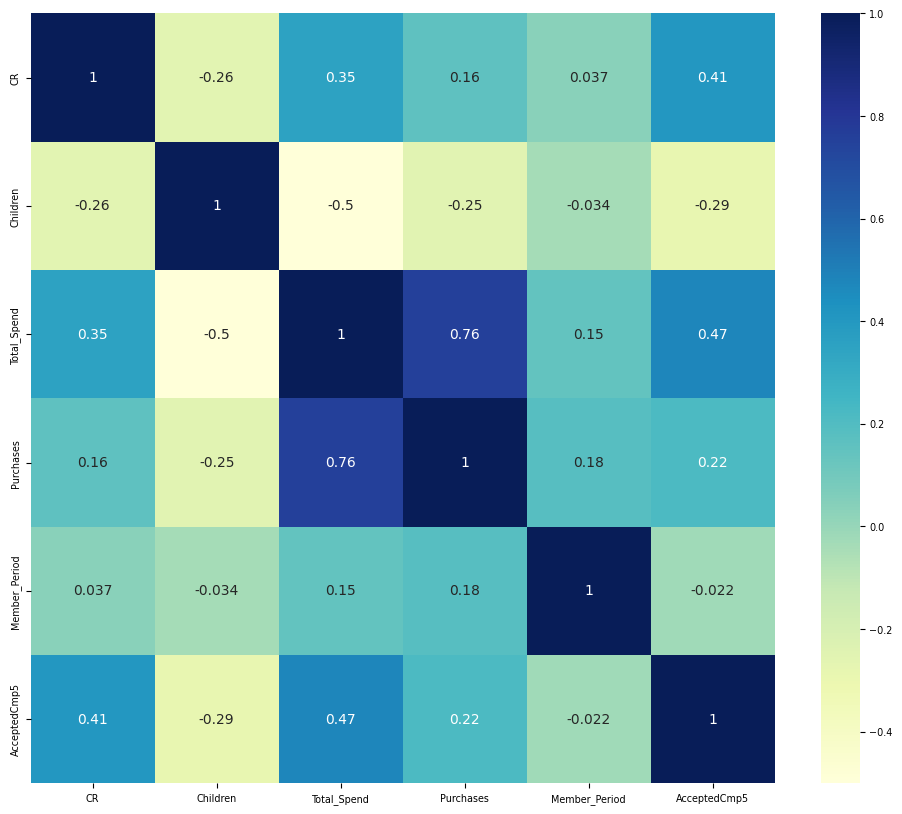 CR 1 -0.26 0.35 0.16 0.037 0.41
Children -0.26 1 -0.5 -0.25 -0.034 -0.29
Total_Spend 0.35 -0.5 1 0.76 0.15 0.47
Purchases 0.16 -0.25 0.76 1 0.18 0.22
Member_Period 0.037 -0.034 0.15 0.18 1 -0.022
AcceptedCmp5 0.41 -0.29 0.47 0.22 -0.022 1
CR Children Total_Spend Purchases Member_Period AcceptedCmp5
1.0
0.8
0.6
0.4
0.2
0.0
−0.2
−0.4